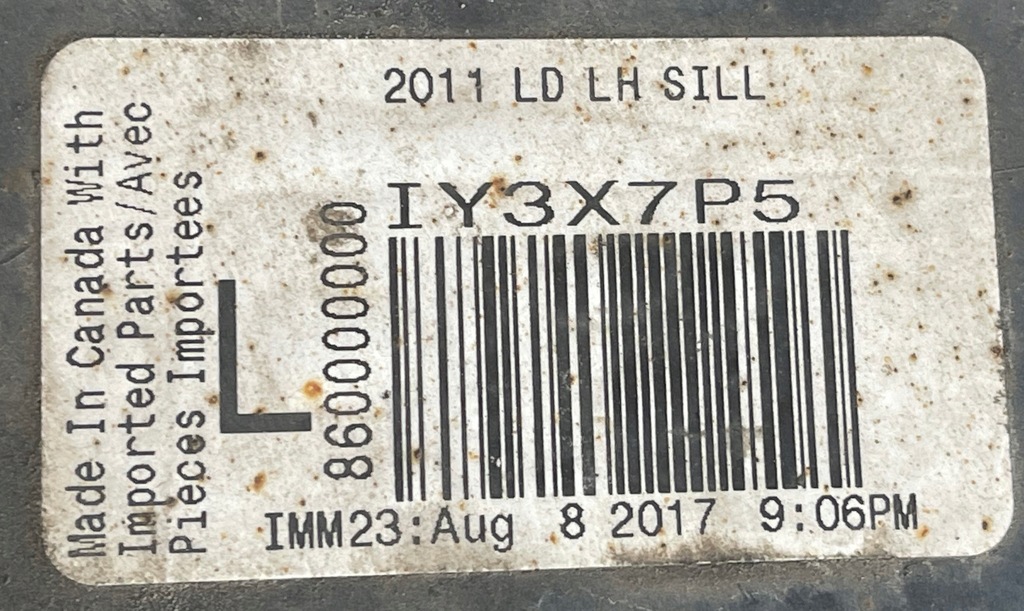 2011 LD LH SILL
Made In Canada With
Imported Parts/Avec
Pieces Importees
L
860000000
IY3X7P5
IMM23:Aug 8 2017 9:06PM